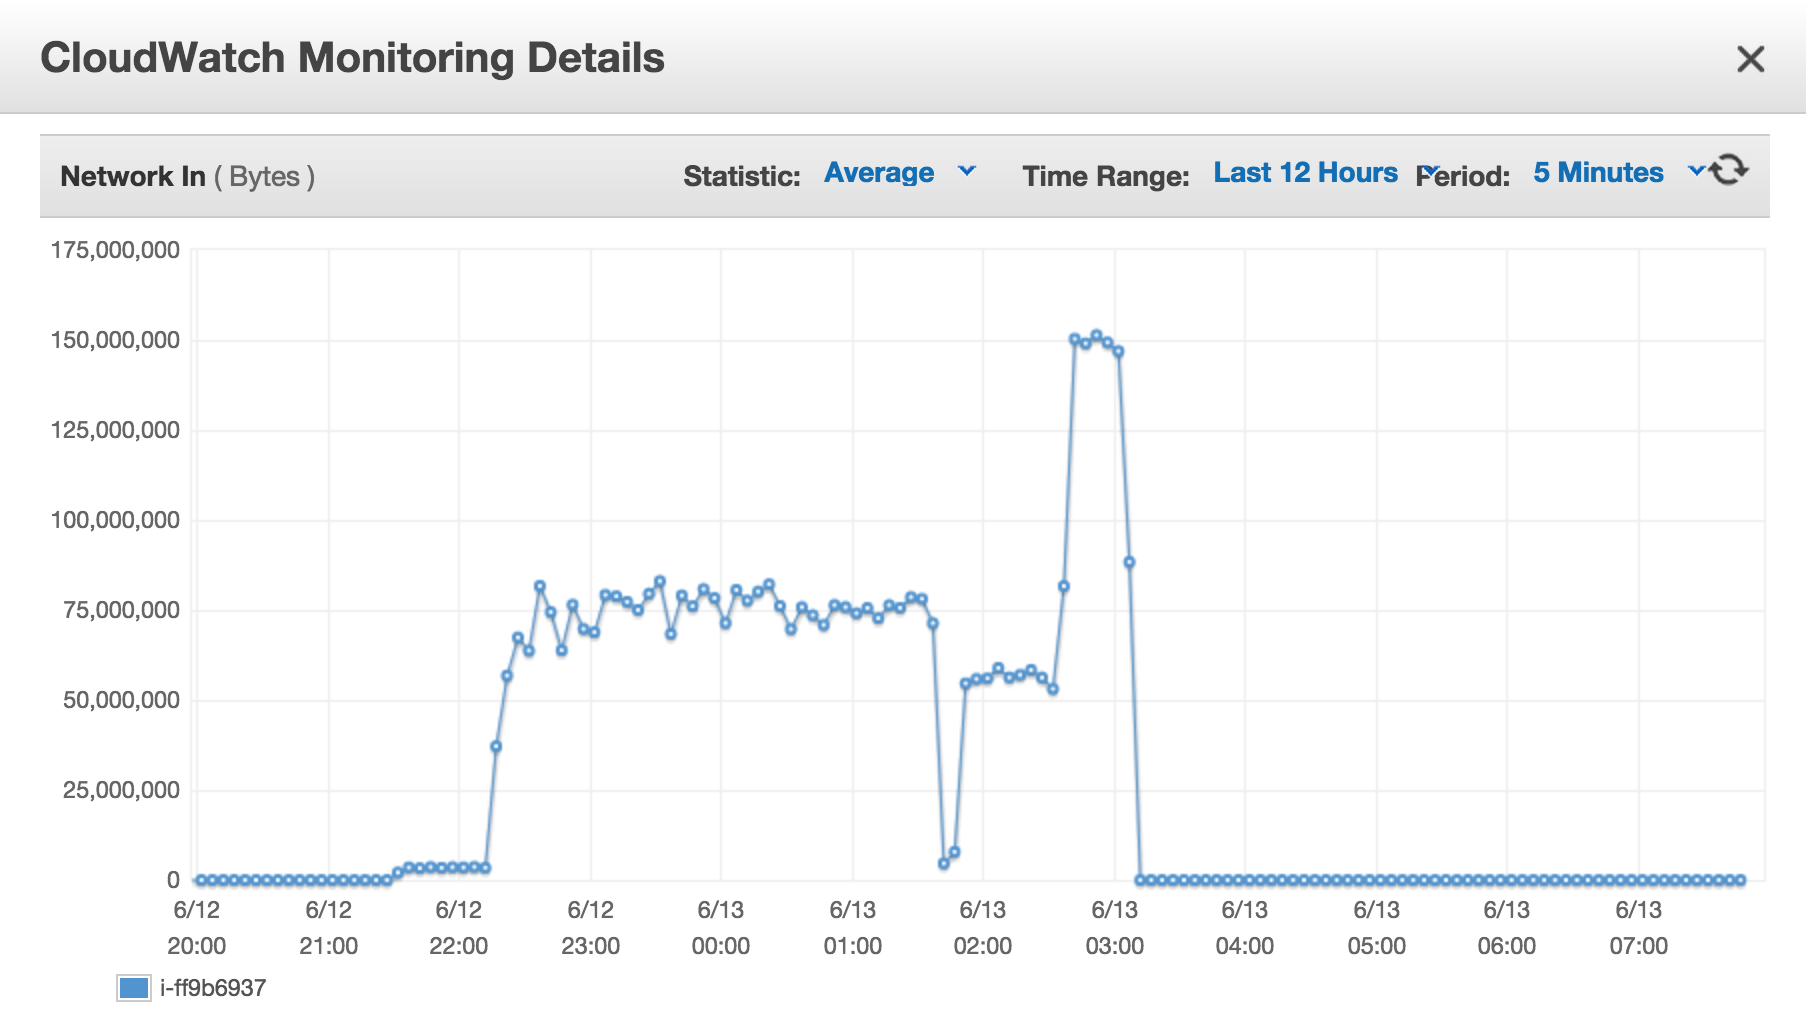 CloudWatch Monitoring Details
Network In ( Bytes )
Statistic: Average
Time Range: Last 12 Hours
Period: 5 Minutes
175,000,000
150,000,000
125,000,000
100,000,000
75,000,000
50,000,000
25,000,000
0
6/12 6/12 6/12 6/12 6/13 6/13 6/13 6/13 6/13 6/13 6/13 6/13
20:00 21:00 22:00 23:00 00:00 01:00 02:00 03:00 04:00 05:00 06:00 07:00
i-ff9b6937